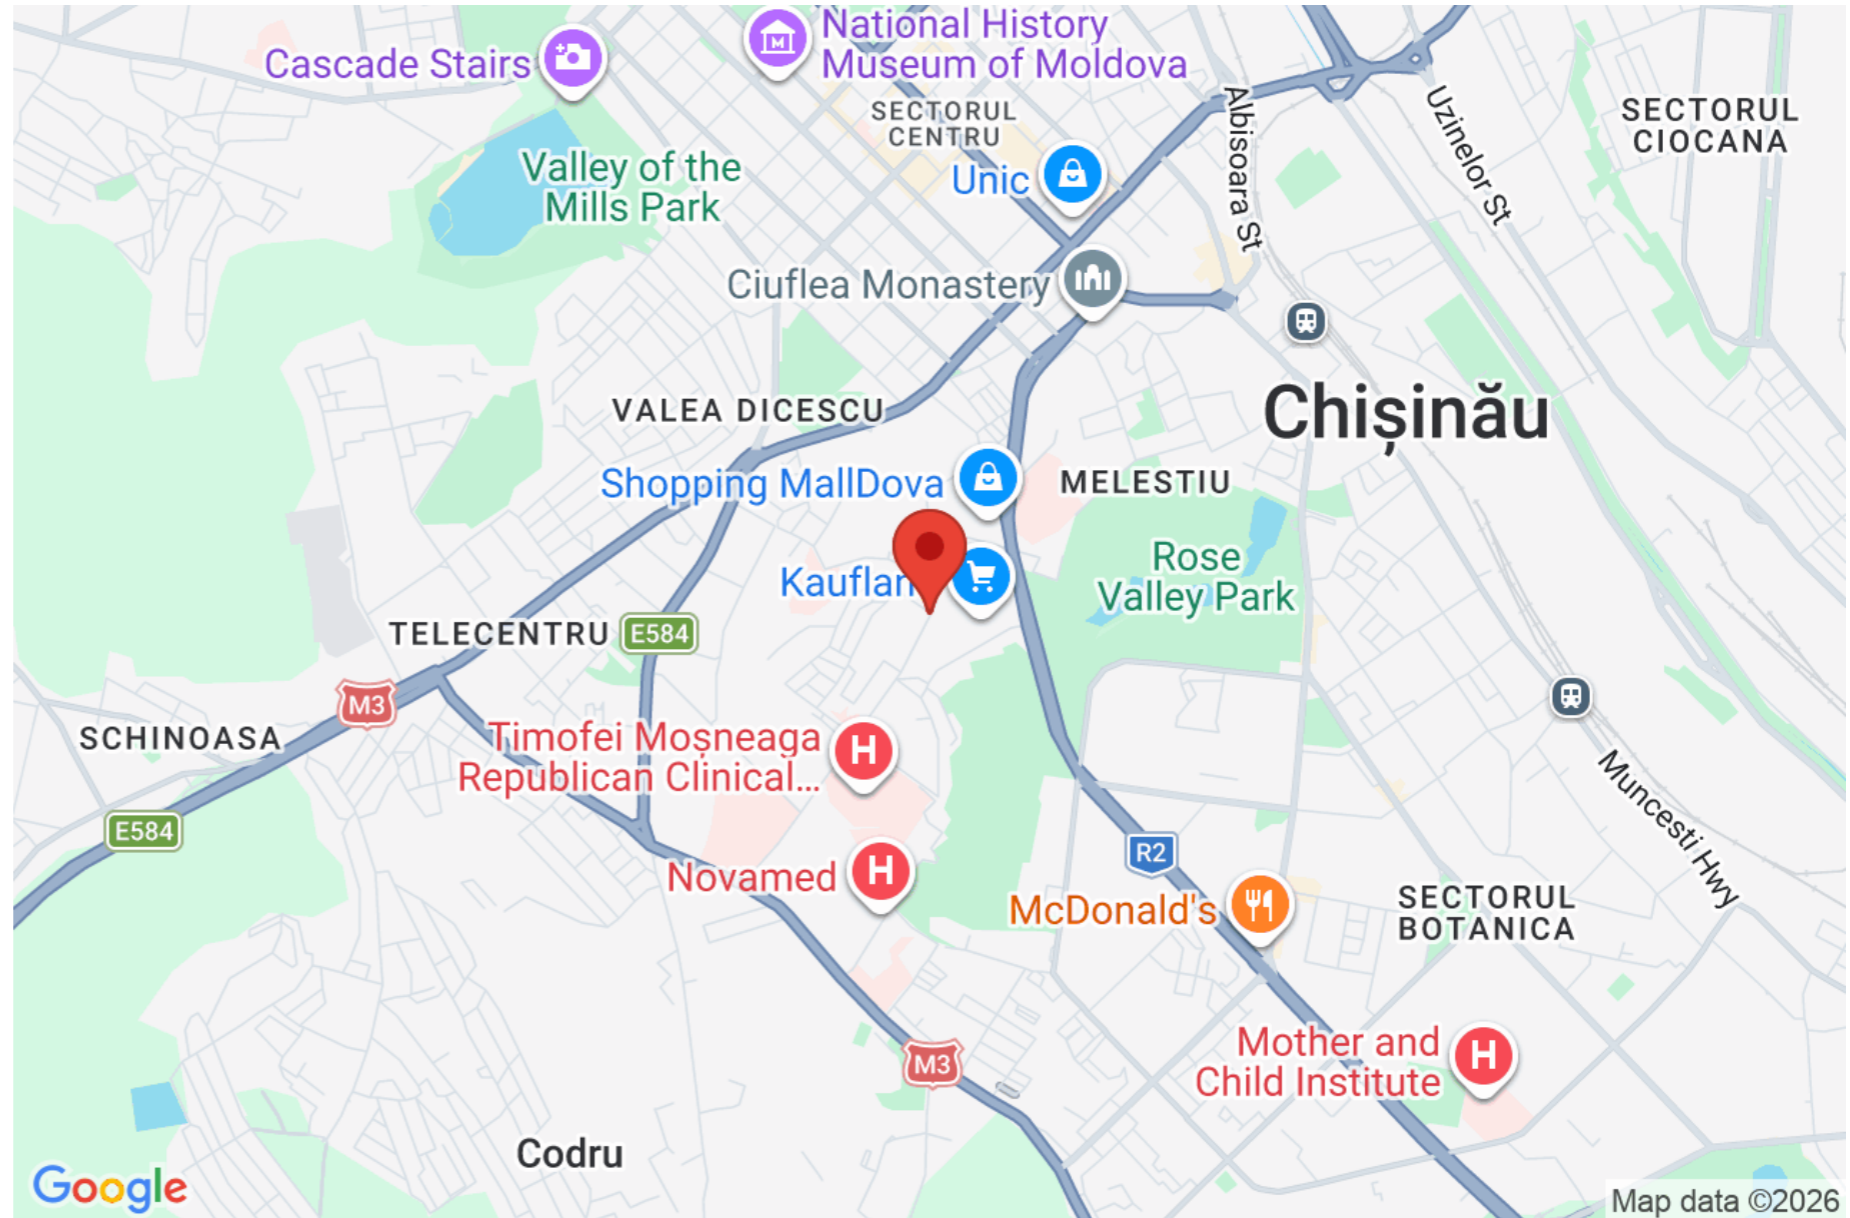 National History
Museum of Moldova
Cascade Stairs
SECTORUL
CENTRU
Albisoara St
Uzinelor St
SECTORUL
CIOCANA
Valley of the
Mills Park
Unic
Ciuflea Monastery
Chișinău
VALEA DICESCU
Shopping MallDova
MELESTIU
Rose
Valley Park
Kauflan
TELECENTRU
E584
M3
SCHINOASA
Timofei Moșneaga
Republican Clinical...
H
E584
Muncesti Hwy
R2
Novamed
H
McDonald's
SECTORUL
BOTANICA
M3
Mother and
Child Institute
H
Codru
Google
Map data ©2026